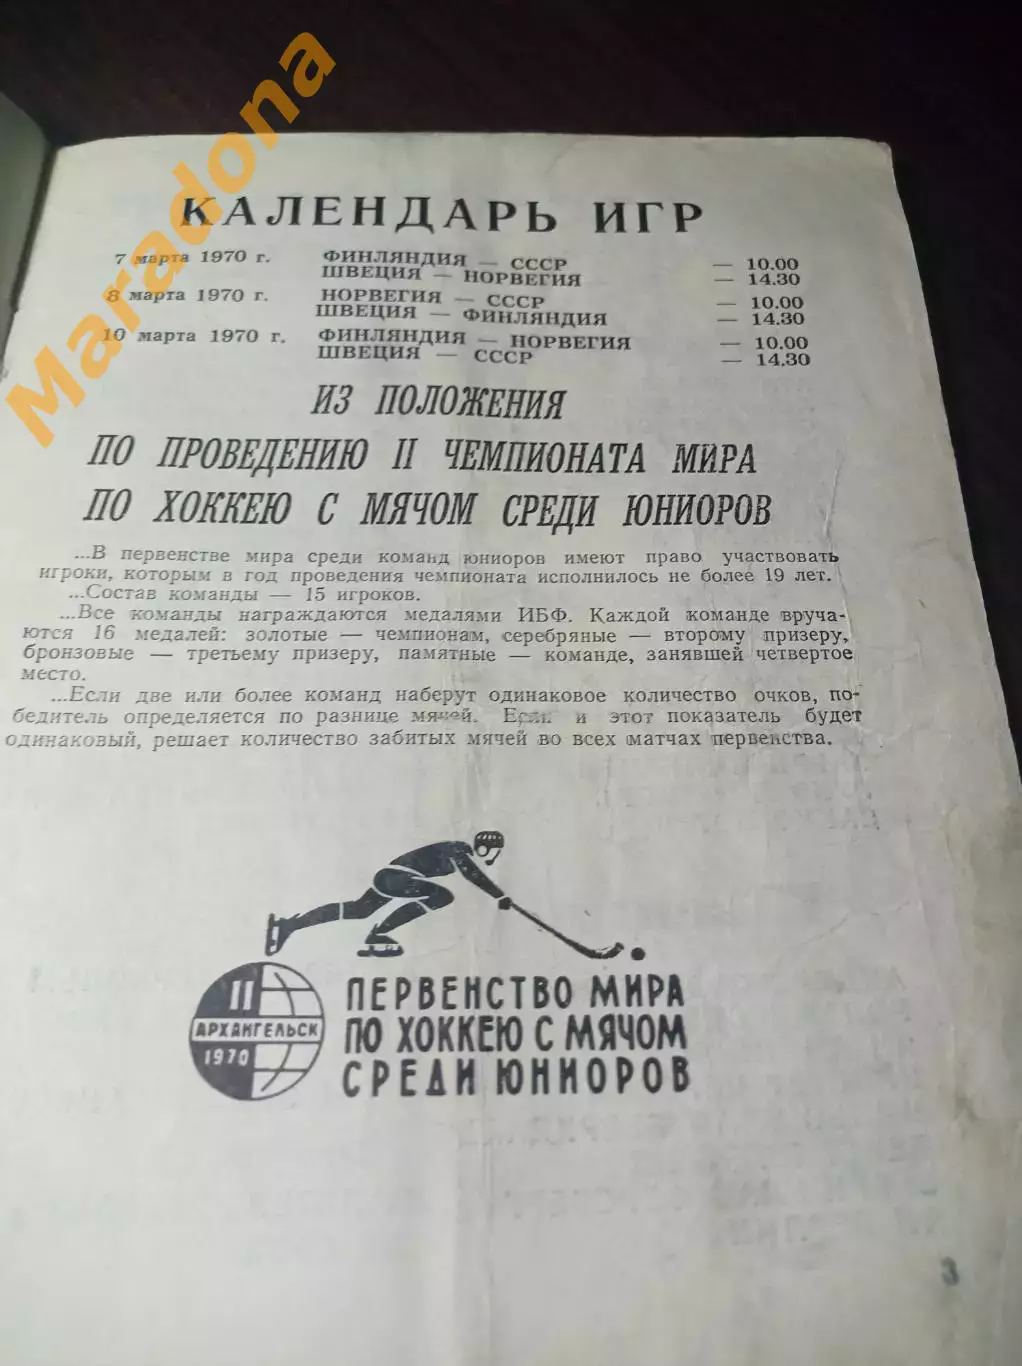 Maradona
КАЛЕНДАРЬ ИГР
7 марта 1970 г. ФИНЛЯНДИЯ — СССР — 10.00
ШВЕЦИЯ — НОРВЕГИЯ — 14.30
8 марта 1970 г. НОРВЕГИЯ — СССР — 10.00
ШВЕЦИЯ — ФИНЛЯНДИЯ — 14.30
10 марта 1970 г. ФИНЛЯНДИЯ — НОРВЕГИЯ — 10.00
ШВЕЦИЯ — СССР — 14.30
ИЗ ПОЛОЖЕНИЯ
ПО ПРОВЕДЕНИЮ II ЧЕМПИОНАТА МИРА
ПО ХОККЕЮ С МЯЧОМ СРЕДИ ЮНИОРОВ
...В первенстве мира среди команд юниоров имеют право участвовать
игроки, которым в год проведения чемпионата исполнилось не более 19 лет.
...Состав команды — 15 игроков.
...Все команды награждаются медалями ИБФ. Каждой команде вруча-
ются 16 медалей: золотые — чемпионам, серебряные — второму призеру,
бронзовые — третьему призеру, памятные — команде, занявшей четвертое
место.
...Если две или более команд наберут одинаковое количество очков, по-
бедитель определяется по разнице мячей. Если и этот показатель будет
одинаковый, решает количество забитых мячей во всех матчах первенства.
II
АРХАНГЕЛЬСК
1970
ПЕРВЕНСТВО МИРА
ПО ХОККЕЮ С МЯЧОМ
СРЕДИ ЮНИОРОВ
3